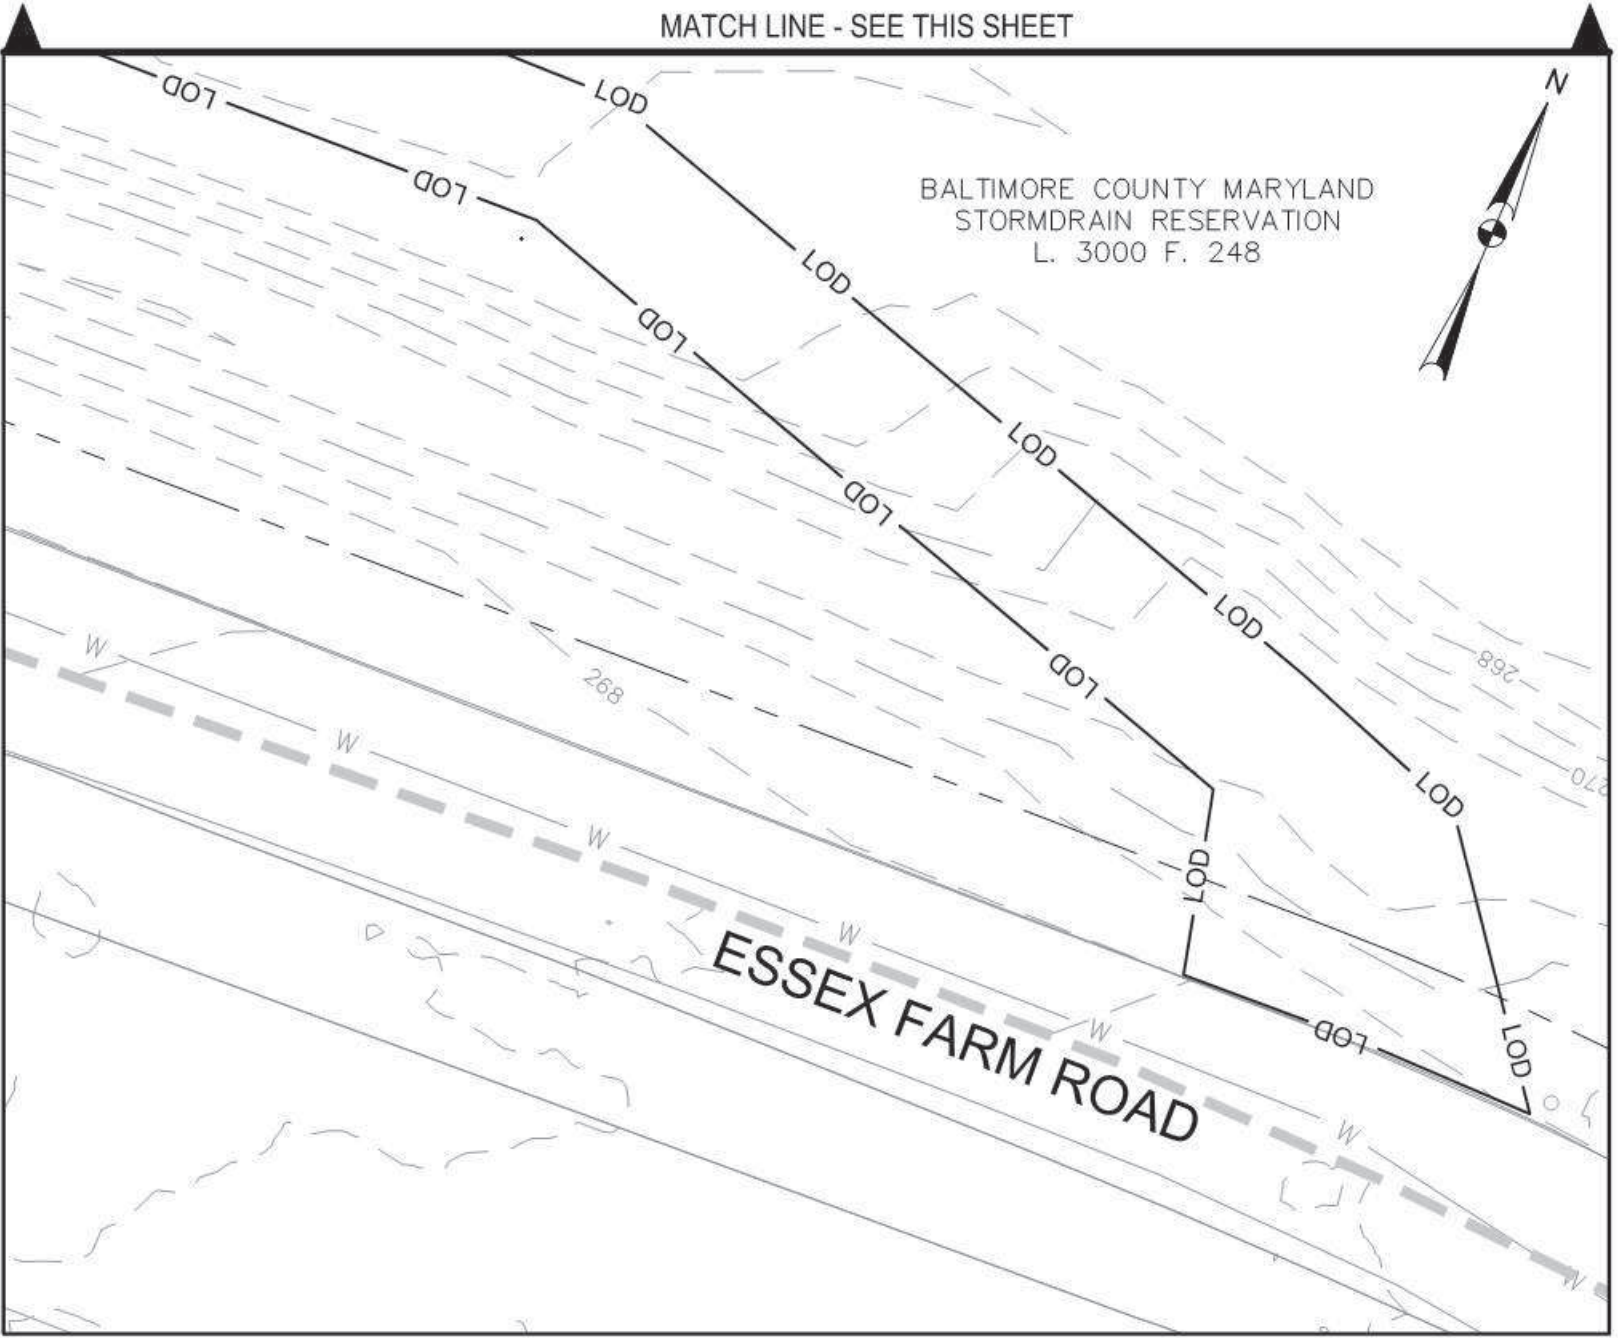 MATCH LINE - SEE THIS SHEET
N
LOD
LOD
LOD
BALTIMORE COUNTY MARYLAND
STORMDRAIN RESERVATION
L. 3000 F. 248
LOD
LOD
LOD
LOD
LOD
W
268
LOD
268
W
270
LOD
W
LOD
W
ESSEX FARM ROAD
W
LOD
LOD
W
W